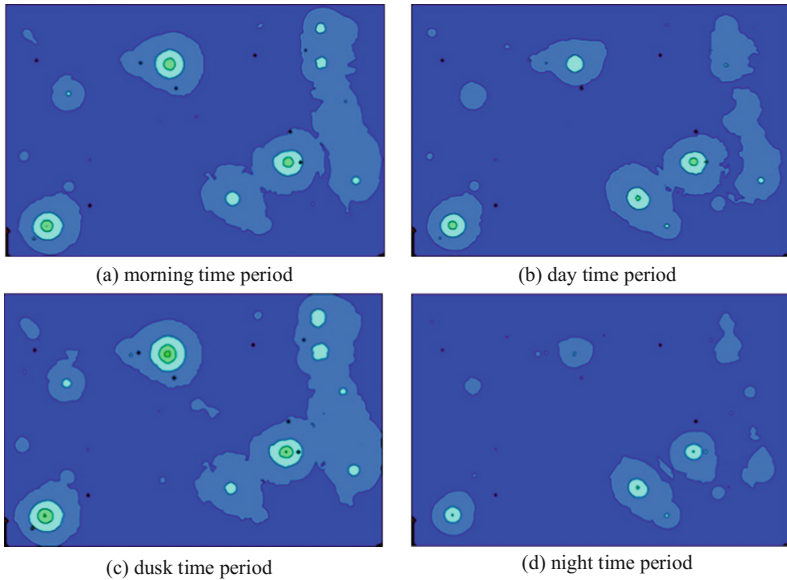 (a) morning time period
(b) day time period
(c) dusk time period
(d) night time period